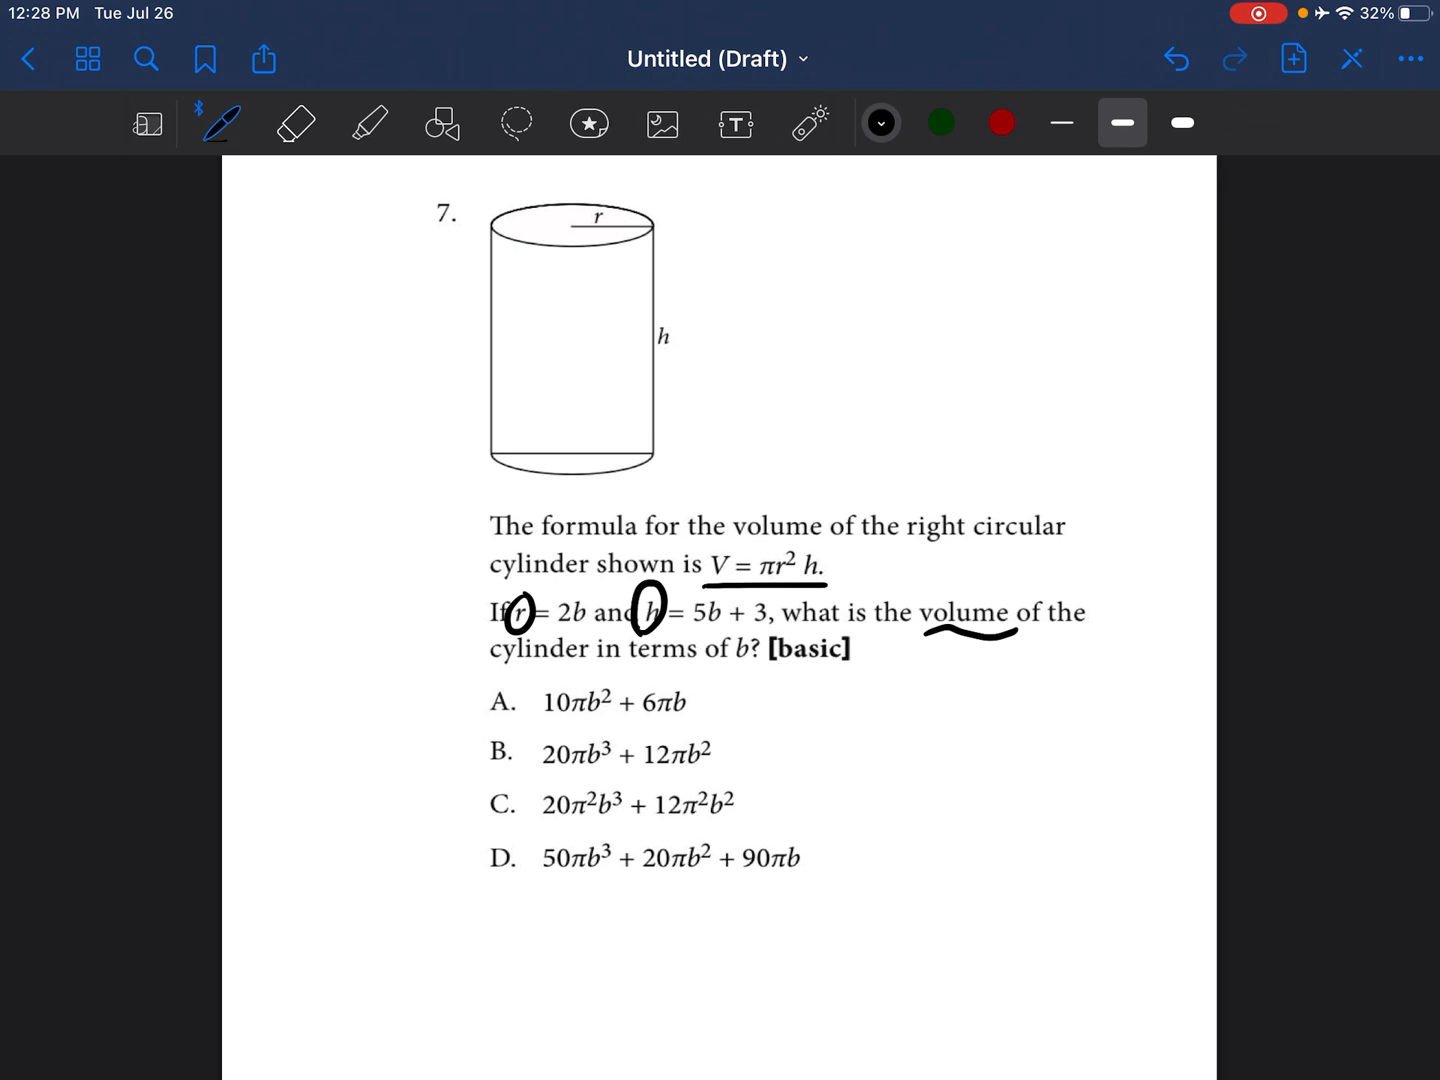 12:28 PM Tue Jul 26
32%
Untitled (Draft)
T
7.
r
h
The formula for the volume of the right circular
cylinder shown is V = πr² h.
If r = 2b and h = 5b + 3, what is the volume of the
cylinder in terms of b? [basic]
A. 10πb² + 6πb
B. 20πb³ + 12πb²
C. 20π²b³ + 12π²b²
D. 50πb³ + 20πb² + 90πb